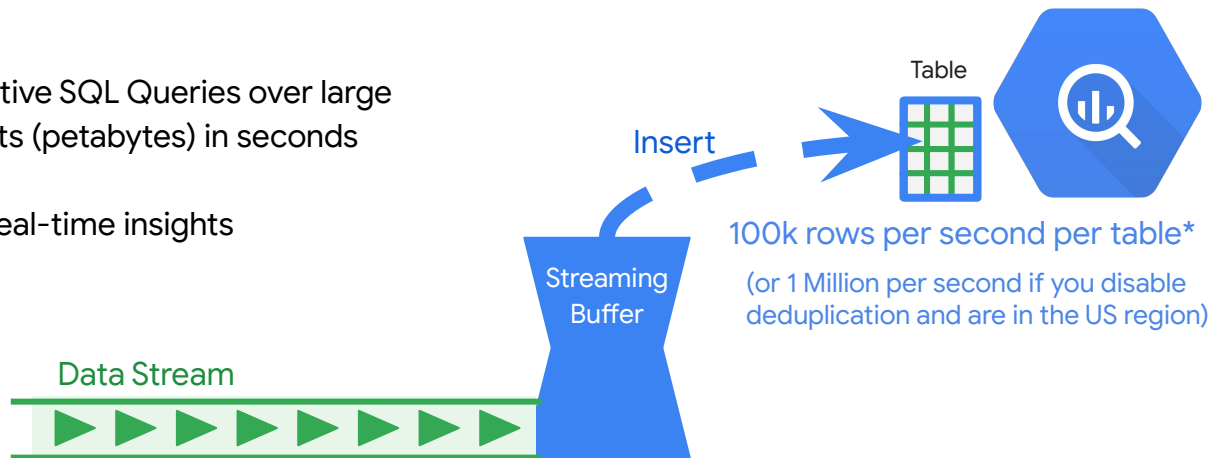 tive SQL Queries over large
ts (petabytes) in seconds
eal-time insights
Table
Insert
100k rows per second per table*
(or 1 Million per second if you disable
deduplication and are in the US region)
Streaming
Buffer
Data Stream